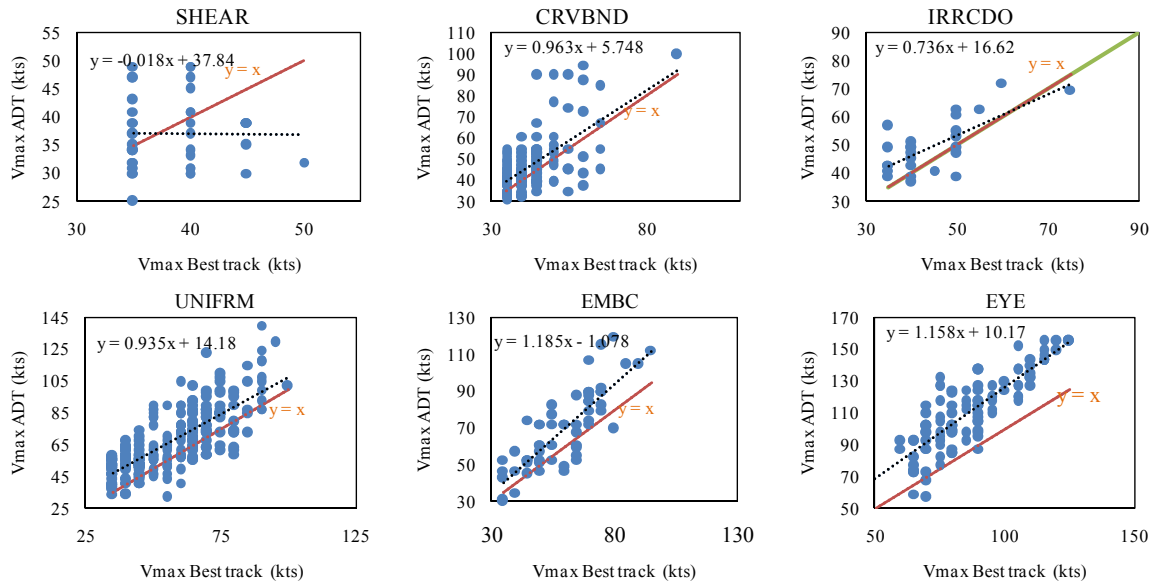 SHEAR
55
50
45
40
35
30
25
y = -0.018x + 37.84
y = x
Vmax ADT (kts)
30 40 50
Vmax Best track (kts)
CRVBND
110
100
90
80
70
60
50
40
30
y = 0.963x + 5.748
y = x
Vmax ADT (kts)
30 80
Vmax Best track (kts)
IRRCDO
90
80
70
60
50
40
30
y = 0.736x + 16.62
y = x
Vmax ADT (kts)
30 50 70 90
Vmax Best track (kts)
UNIFRM
145
125
105
85
65
45
25
y = 0.935x + 14.18
y = x
Vmax ADT (kts)
25 75 125
Vmax Best track (kts)
EMBC
130
110
90
70
50
30
y = 1.185x - 1.078
y = x
Vmax ADT (kts)
30 80 130
Vmax Best track (kts)
EYE
170
150
130
110
90
70
50
y = 1.158x + 10.17
y = x
Vmax ADT (kts)
50 100 150
Vmax Best track (kts)